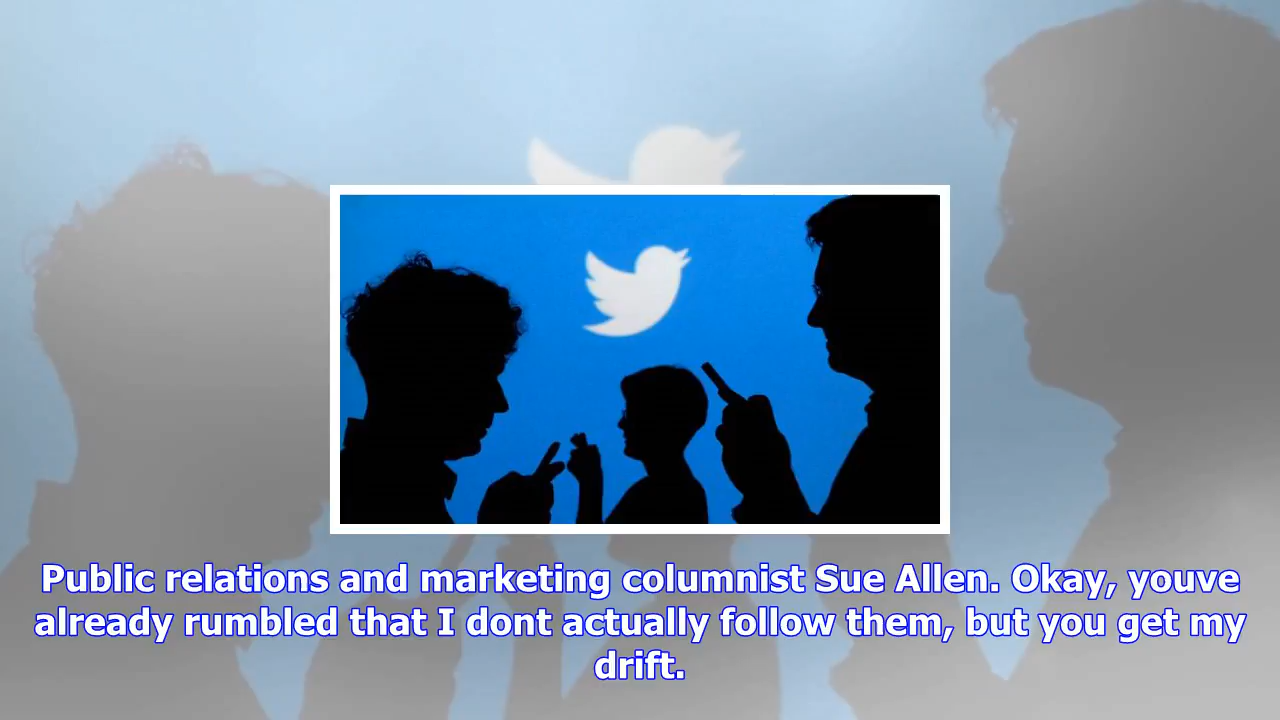 Public relations and marketing columnist Sue Allen. Okay, youve
already rumbled that I dont actually follow them, but you get my
drift.